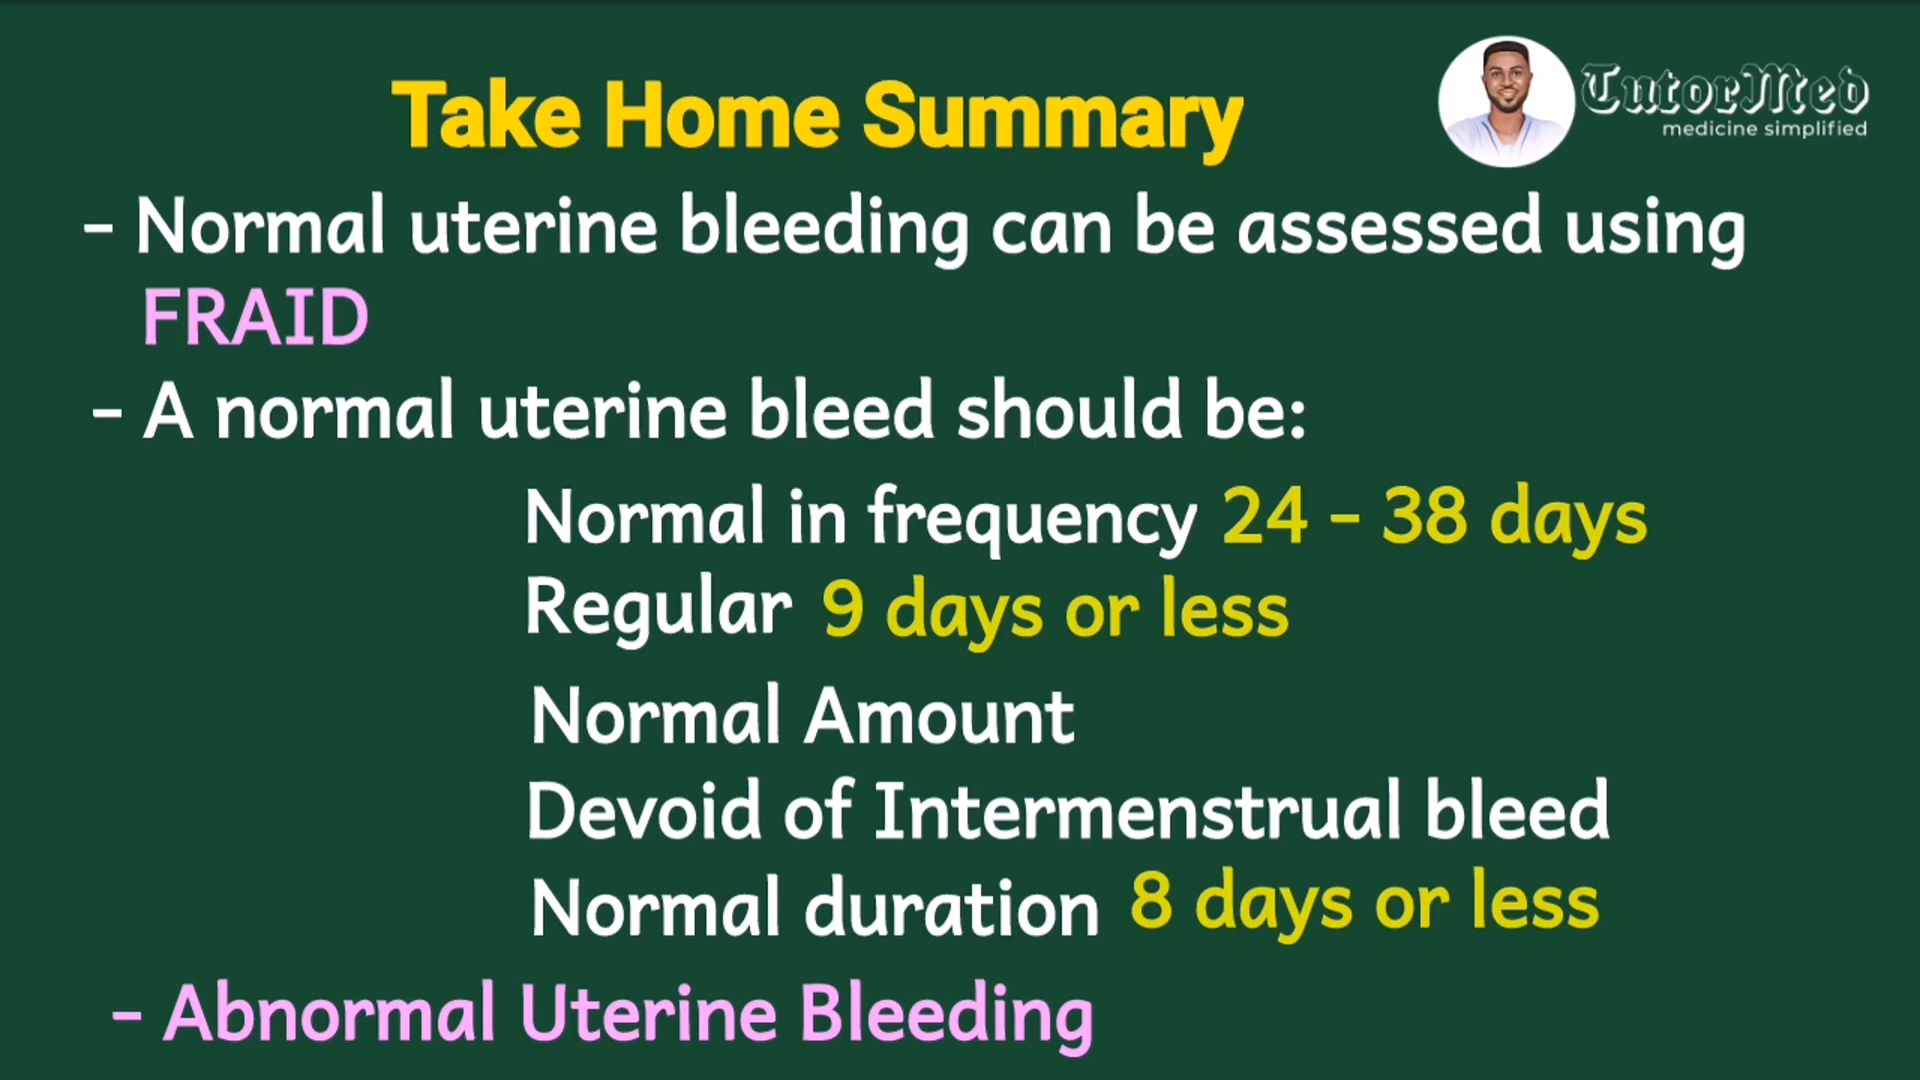 Take Home Summary
TutorMed
medicine simplified
- Normal uterine bleeding can be assessed using
FRAID
- A normal uterine bleed should be:
Normal in frequency 24 - 38 days
Regular 9 days or less
Normal Amount
Devoid of Intermenstrual bleed
Normal duration 8 days or less
- Abnormal Uterine Bleeding